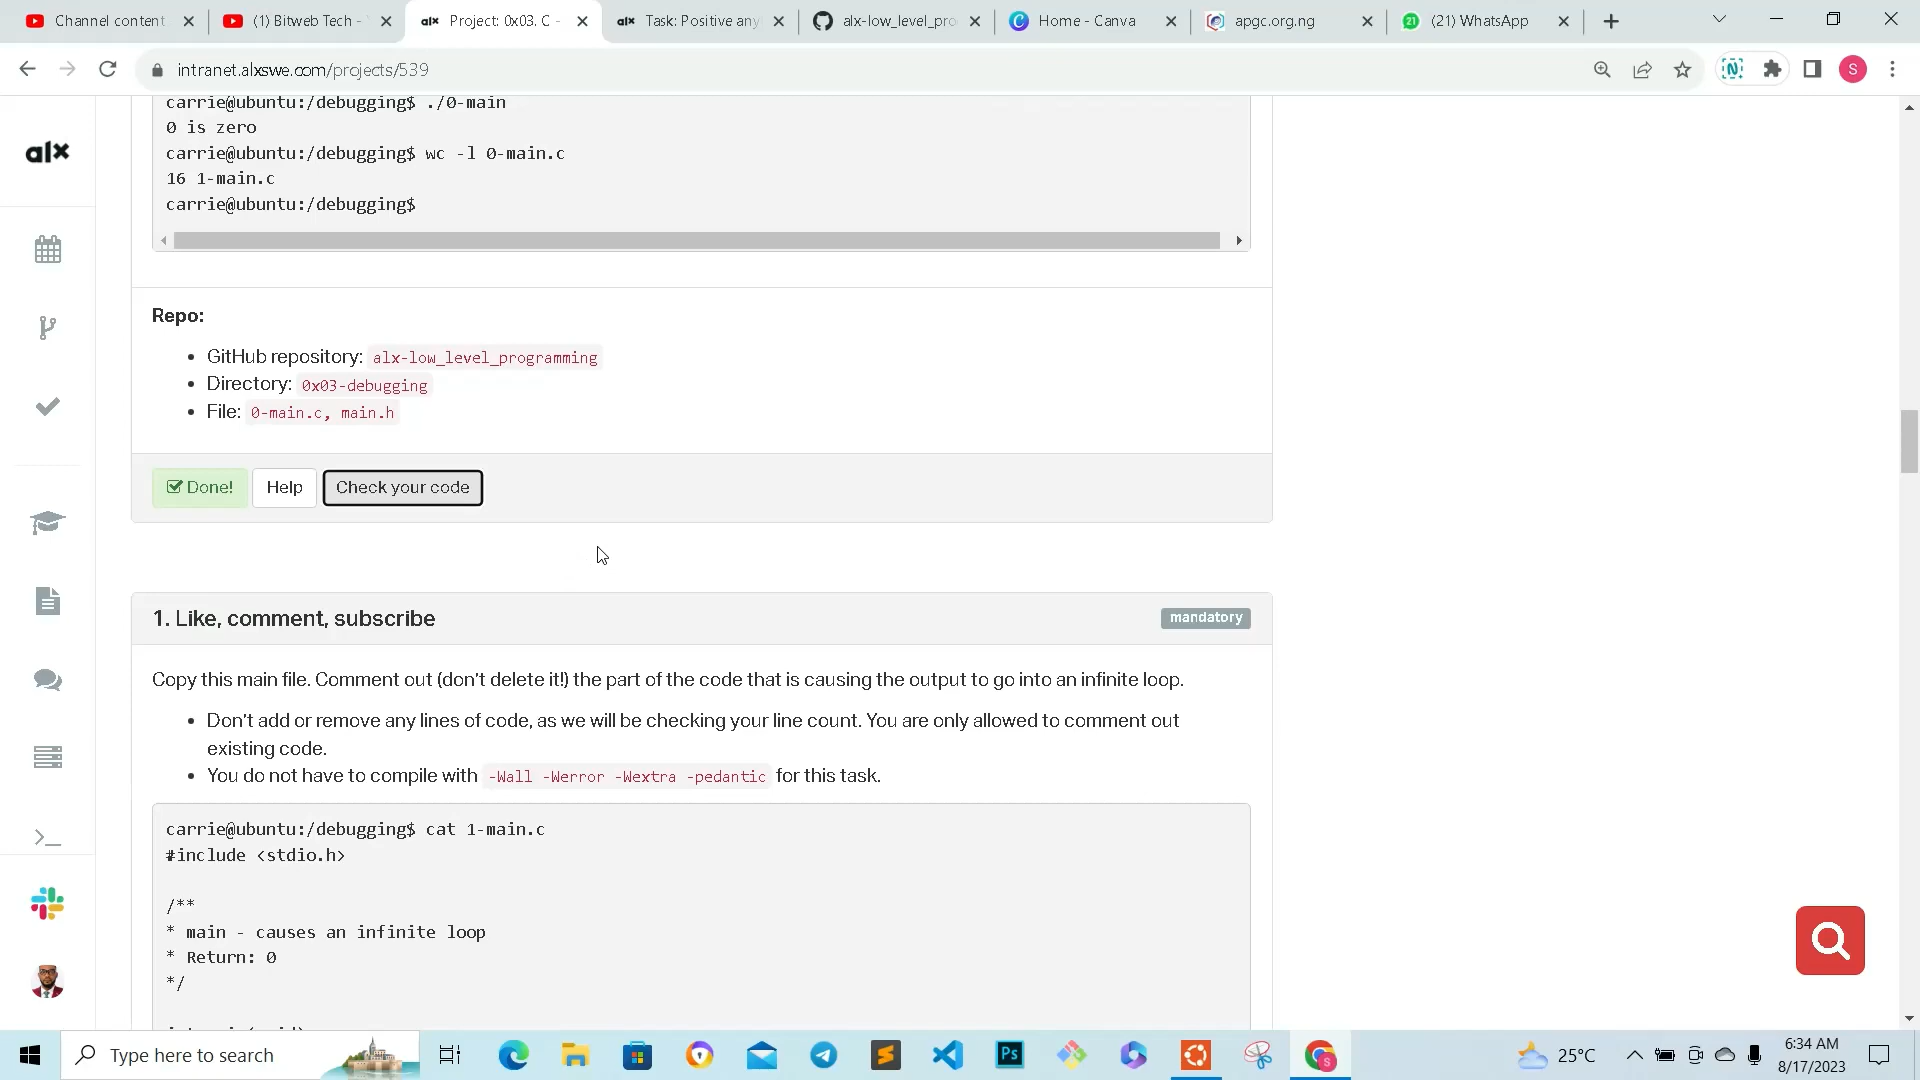 Channel content
(1) Bitweb Tech -
alx Project: 0x03. C -
alx Task: Positive any
alx-low_level_pro
Home - Canva
apgc.org.ng
21 (21) WhatsApp
intranet.alxswe.com/projects/539
S
carrie@ubuntu:/debugging$ ./0-main
0 is zero
carrie@ubuntu:/debugging$ wc -l 0-main.c
16 1-main.c
carrie@ubuntu:/debugging$
alx
Repo:
GitHub repository: alx-low_level_programming
Directory: 0x03-debugging
File: 0-main.c, main.h
Done! Help Check your code
1. Like, comment, subscribe mandatory
Copy this main file. Comment out (don't delete it!) the part of the code that is causing the output to go into an infinite loop.
Don't add or remove any lines of code, as we will be checking your line count. You are only allowed to comment out
existing code.
You do not have to compile with -Wall -Werror -Wextra -pedantic for this task.
carrie@ubuntu:/debugging$ cat 1-main.c
#include <stdio.h>
/**
* main - causes an infinite loop
* Return: 0
*/
Type here to search
Ps
25°C
6:34 AM
8/17/2023